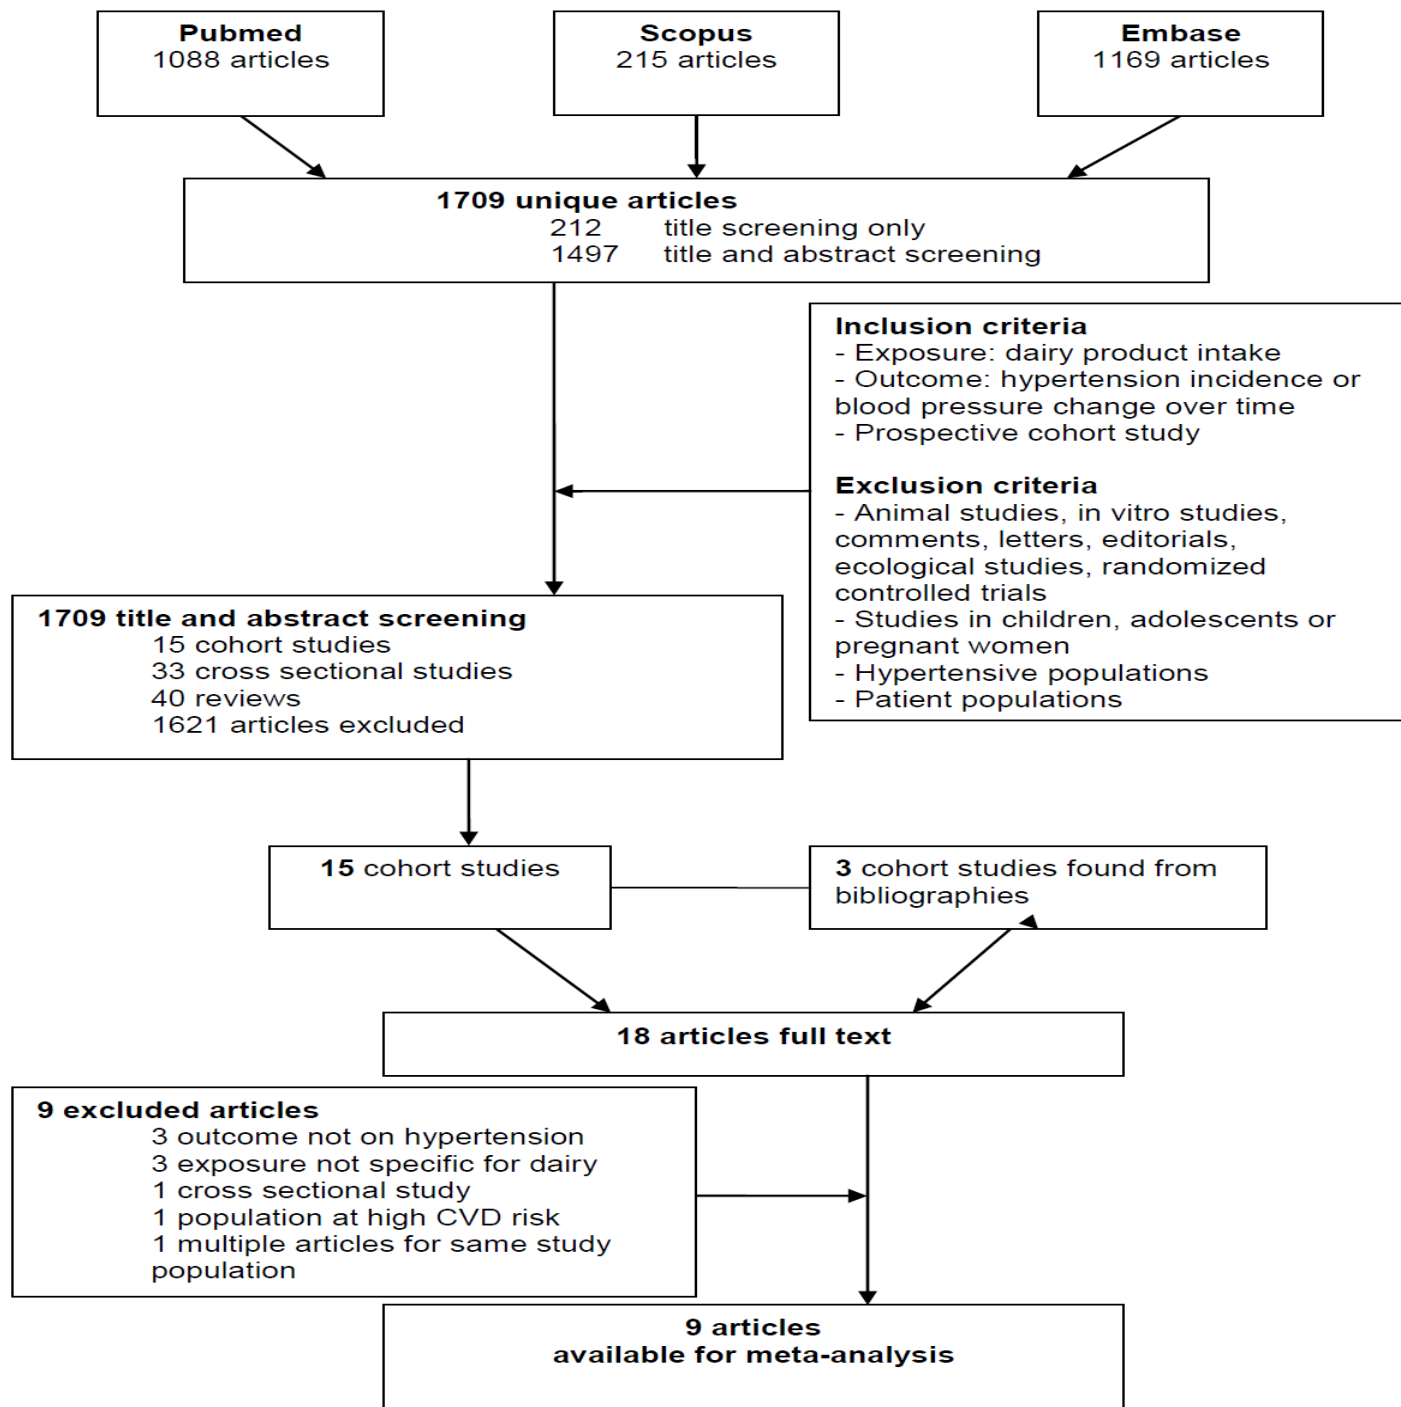 Pubmed
1088 articles
Scopus
215 articles
Embase
1169 articles
1709 unique articles
212 title screening only
1497 title and abstract screening
Inclusion criteria
- Exposure: dairy product intake
- Outcome: hypertension incidence or
blood pressure change over time
- Prospective cohort study
Exclusion criteria
- Animal studies, in vitro studies,
comments, letters, editorials,
ecological studies, randomized
controlled trials
- Studies in children, adolescents or
pregnant women
- Hypertensive populations
- Patient populations
1709 title and abstract screening
15 cohort studies
33 cross sectional studies
40 reviews
1621 articles excluded
15 cohort studies
3 cohort studies found from
bibliographies
18 articles full text
9 excluded articles
3 outcome not on hypertension
3 exposure not specific for dairy
1 cross sectional study
1 population at high CVD risk
1 multiple articles for same study
population
9 articles
available for meta-analysis